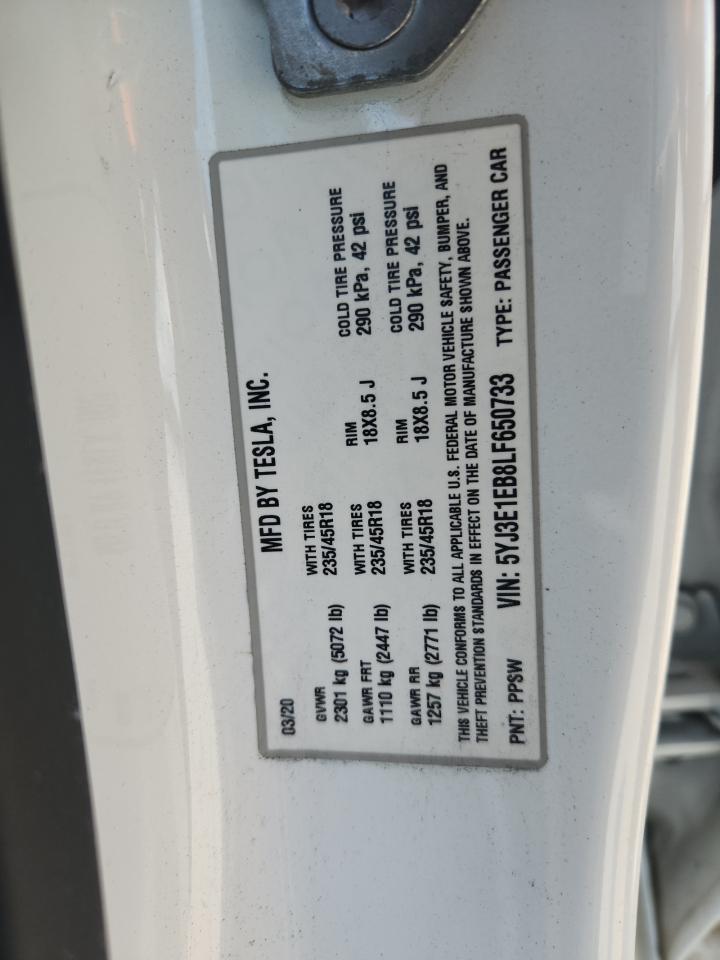 MFD BY TESLA, INC.
03/20
GVWR WITH TIRES RIM COLD TIRE PRESSURE
2301 kg (5072 lb) 235/45R18 18X8.5 J 290 kPa, 42 psi
GAWR FRT WITH TIRES RIM COLD TIRE PRESSURE
1110 kg (2447 lb) 235/45R18 18X8.5 J 290 kPa, 42 psi
GAWR RR WITH TIRES
1257 kg (2771 lb) 235/45R18
THIS VEHICLE CONFORMS TO ALL APPLICABLE U.S. FEDERAL MOTOR VEHICLE SAFETY, BUMPER, AND
THEFT PREVENTION STANDARDS IN EFFECT ON THE DATE OF MANUFACTURE SHOWN ABOVE.
PNT: PPSW VIN: 5YJ3E1EB8LF650733 TYPE: PASSENGER CAR